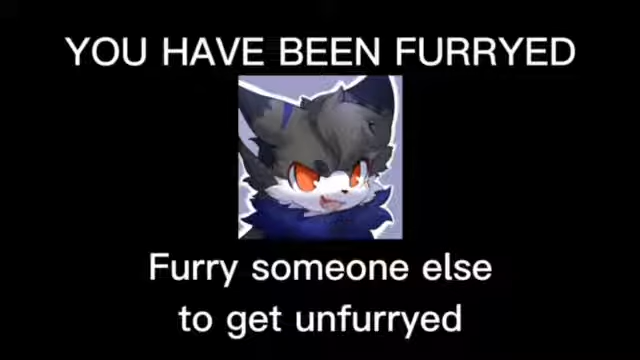 YOU HAVE BEEN FURRYED
Furry someone else
to get unfurryed